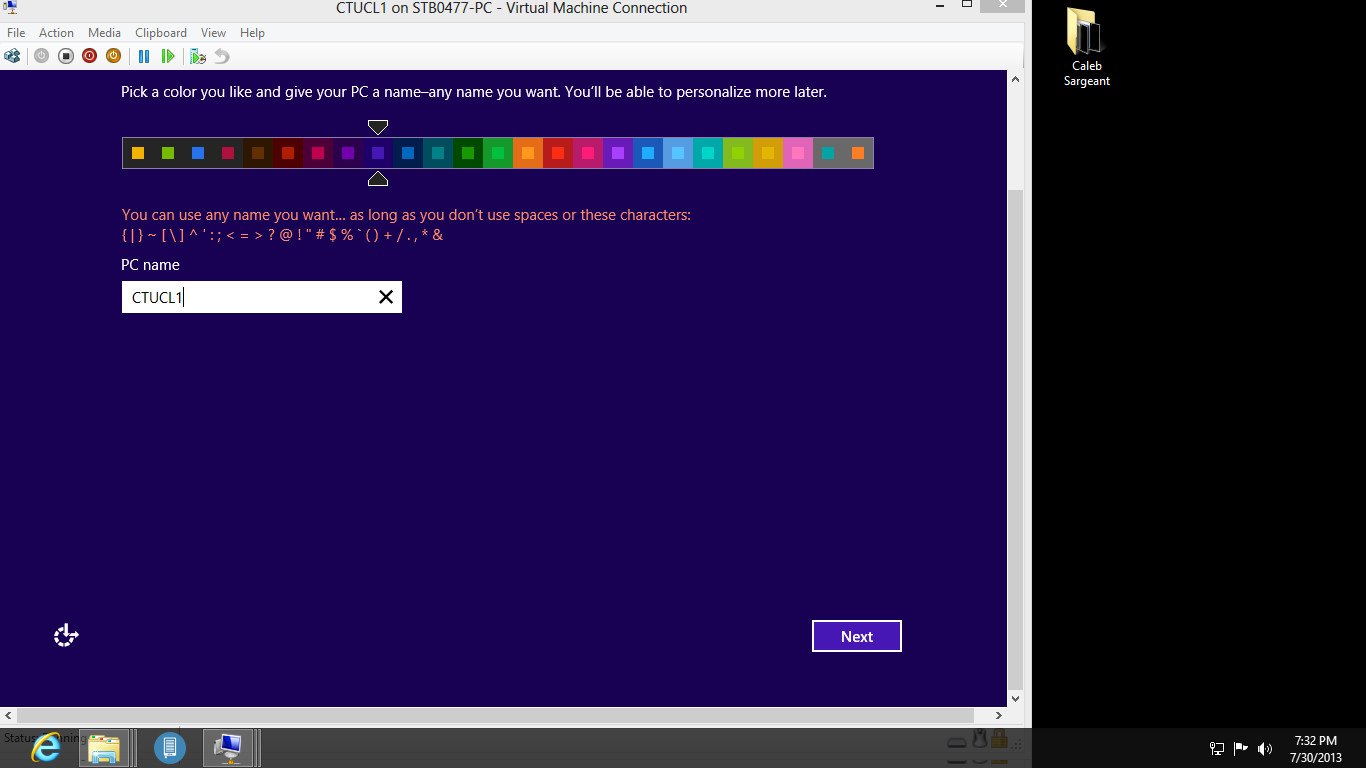 CTUCL1 on STB0477-PC - Virtual Machine Connection
File Action Media Clipboard View Help
Pick a color you like and give your PC a name–any name you want. You'll be able to personalize more later.
You can use any name you want... as long as you don't use spaces or these characters:
{ | } ~ [ \ ] ^ ' : ; < = > ? @ ! " # $ % ` ( ) + / . , * &
PC name
CTUCL1
Next
Caleb
Sargeant
7:32 PM
7/30/2013